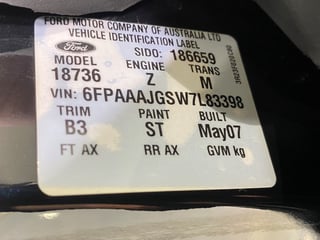 FORD MOTOR COMPANY OF AUSTRALIA LTD
VEHICLE IDENTIFICATION LABEL
Ford
SIDO: 186659
MODEL ENGINE TRANS
18736 Z M
VIN: 6FPAAAJGSW7L83398
TRIM PAINT BUILT
B3 ST May07
FT AX RR AX GVM kg